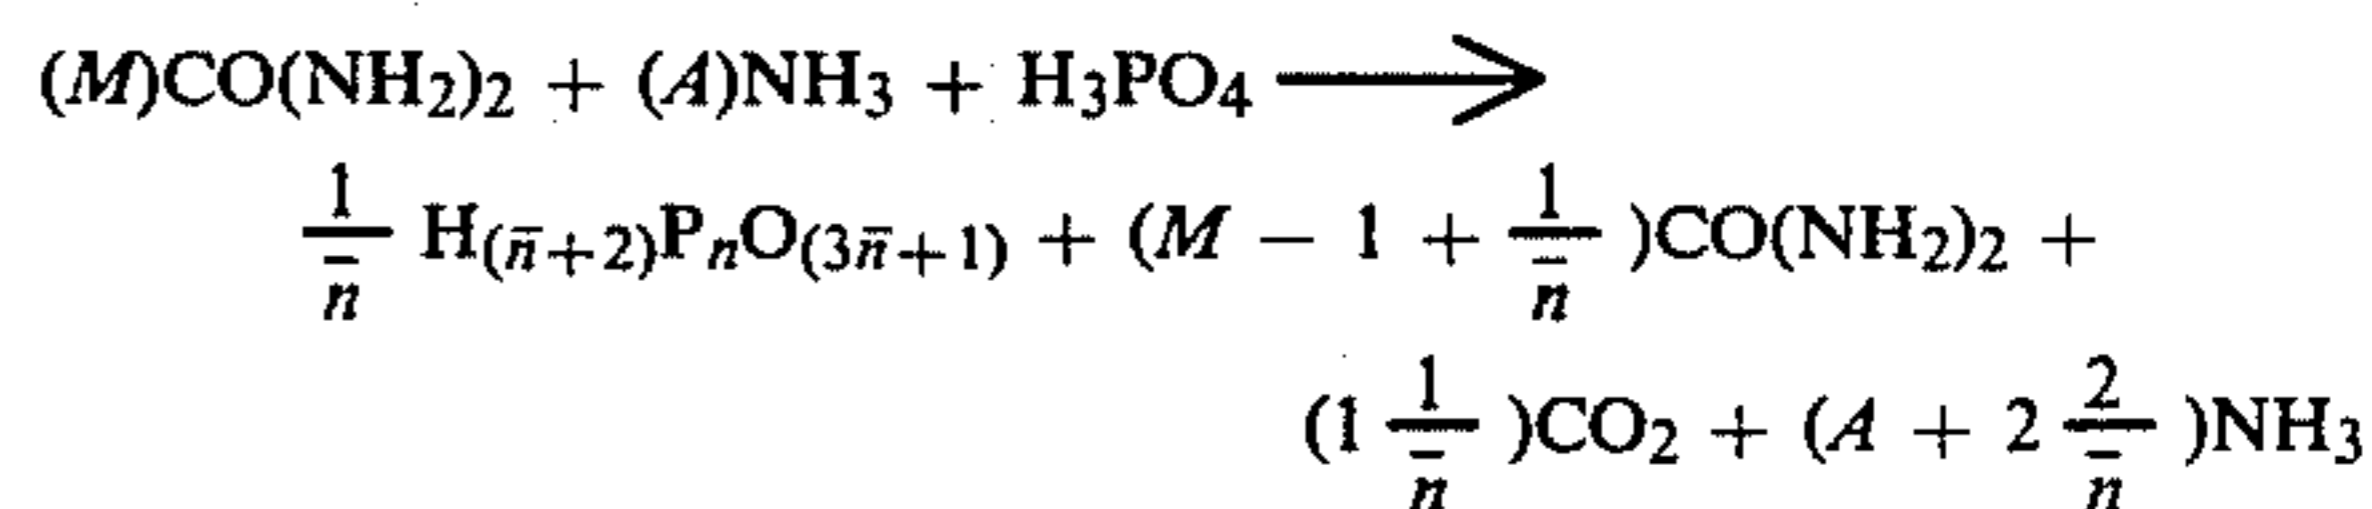 (M)CO(NH₂)₂ + (A)NH₃ + H₃PO₄ ⟶
1/n̄ H₍n̄+2₎PₙO₍3n̄+1₎ + (M − 1 + 1/n̄ )CO(NH₂)₂ +
(1 1/n̄ )CO₂ + (A + 2 2/n̄ )NH₃